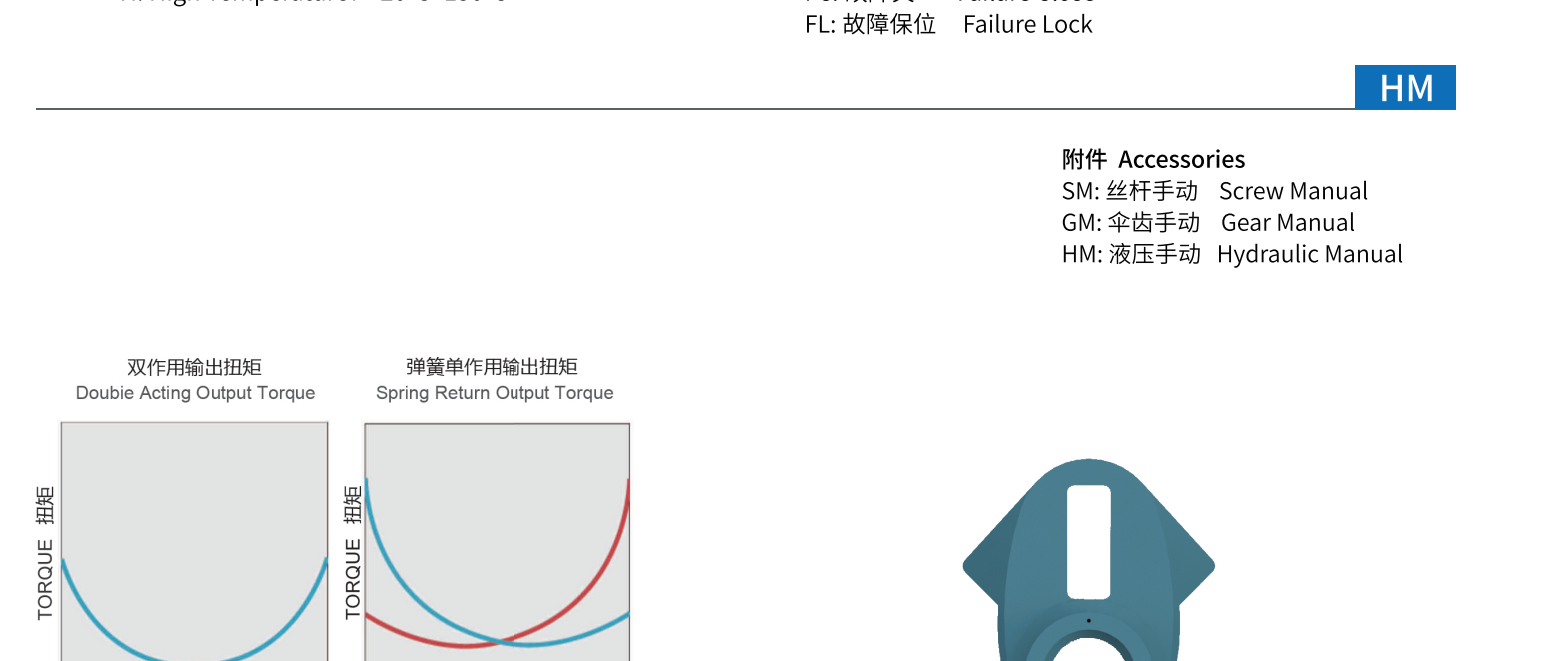 FL: 故障保位 Failure Lock
HM
附件 Accessories
SM: 丝杆手动 Screw Manual
GM: 伞齿手动 Gear Manual
HM: 液压手动 Hydraulic Manual
双作用输出扭矩
Doubie Acting Output Torque
弹簧单作用输出扭矩
Spring Return Output Torque
TORQUE 扭矩
TORQUE 扭矩